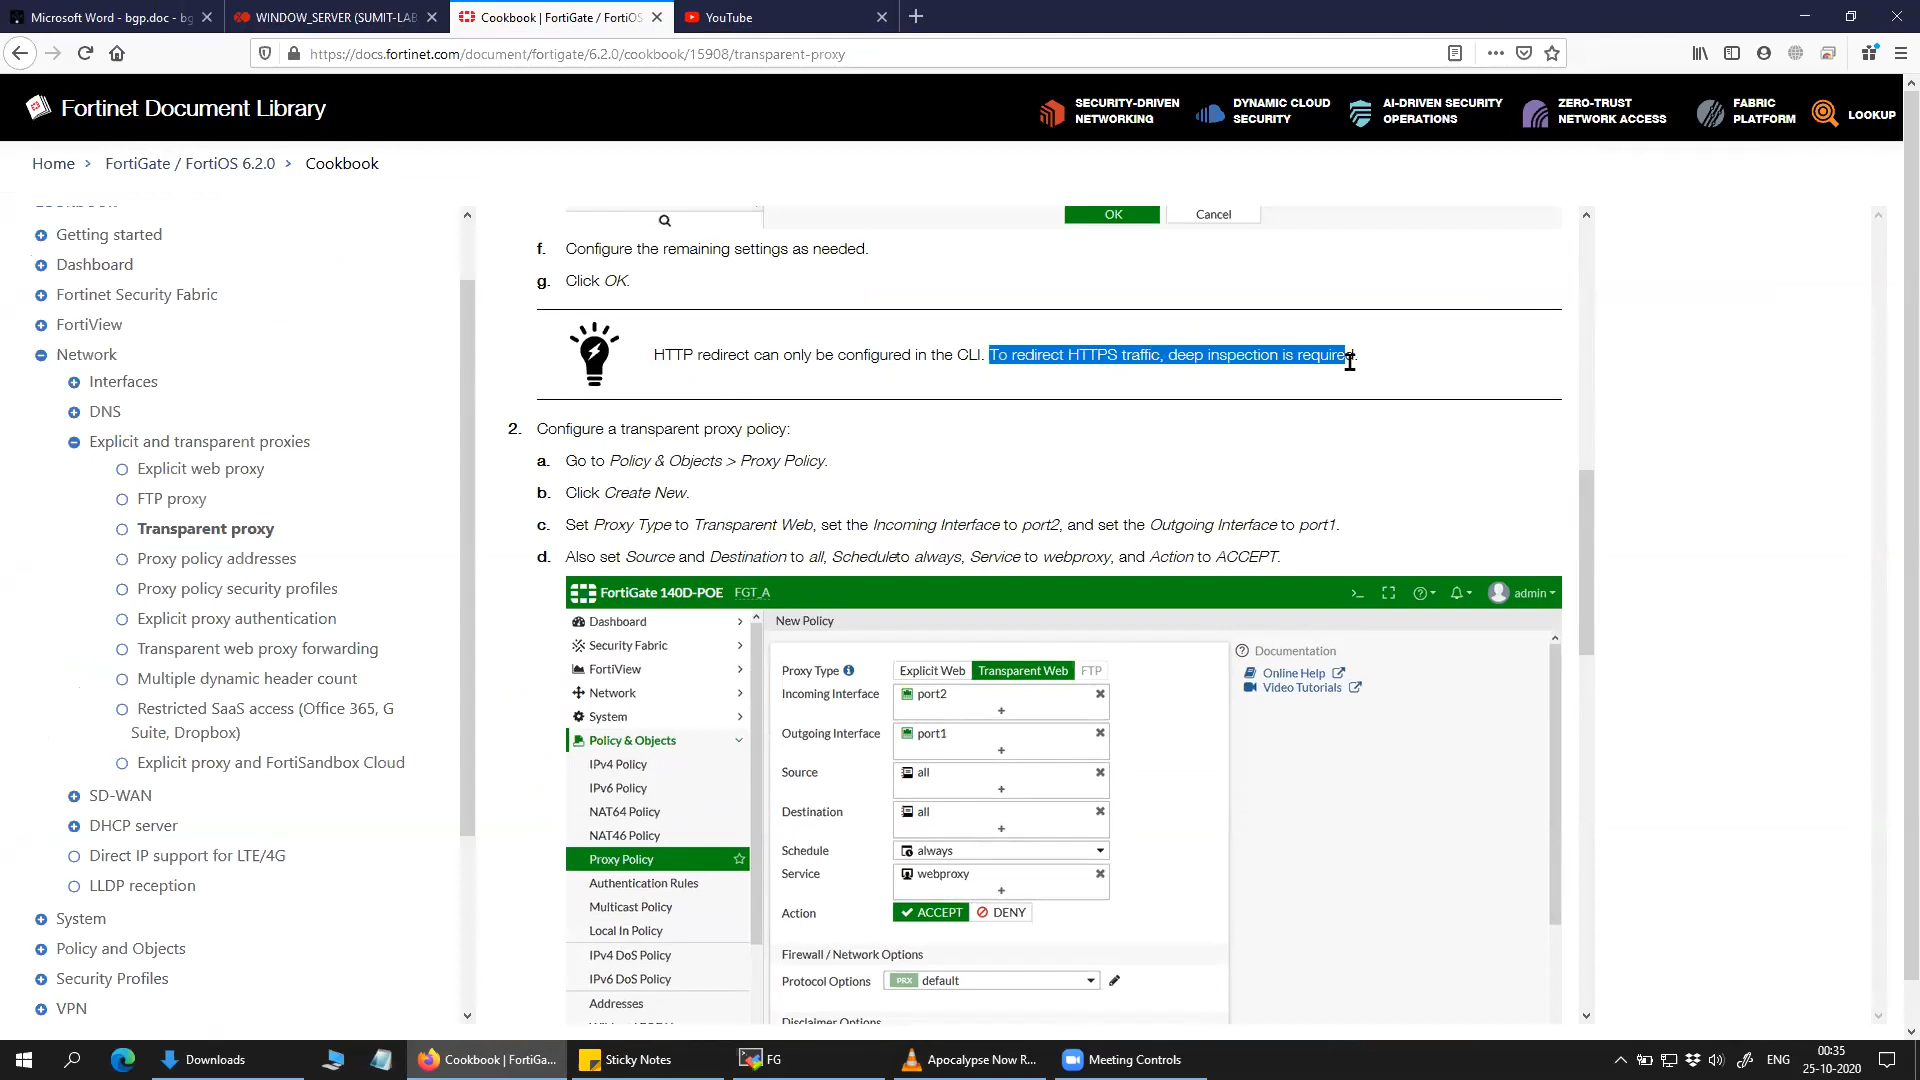 Microsoft Word - bgp.doc - bg
WINDOW_SERVER (SUMIT-LAB
Cookbook | FortiGate / FortiOS
YouTube
https://docs.fortinet.com/document/fortigate/6.2.0/cookbook/15908/transparent-proxy
Fortinet Document Library
SECURITY-DRIVEN NETWORKING
DYNAMIC CLOUD SECURITY
AI-DRIVEN SECURITY OPERATIONS
ZERO-TRUST NETWORK ACCESS
FABRIC PLATFORM
LOOKUP
Home > FortiGate / FortiOS 6.2.0 > Cookbook
Getting started
Dashboard
Fortinet Security Fabric
FortiView
Network
Interfaces
DNS
Explicit and transparent proxies
Explicit web proxy
FTP proxy
Transparent proxy
Proxy policy addresses
Proxy policy security profiles
Explicit proxy authentication
Transparent web proxy forwarding
Multiple dynamic header count
Restricted SaaS access (Office 365, G
Suite, Dropbox)
Explicit proxy and FortiSandbox Cloud
SD-WAN
DHCP server
Direct IP support for LTE/4G
LLDP reception
System
Policy and Objects
Security Profiles
VPN
OK Cancel
f. Configure the remaining settings as needed.
g. Click OK.
HTTP redirect can only be configured in the CLI. To redirect HTTPS traffic, deep inspection is required.
2. Configure a transparent proxy policy:
a. Go to Policy & Objects > Proxy Policy.
b. Click Create New.
c. Set Proxy Type to Transparent Web, set the Incoming Interface to port2, and set the Outgoing Interface to port1.
d. Also set Source and Destination to all, Scheduleto always, Service to webproxy, and Action to ACCEPT.
FortiGate 140D-POE FGT_A
admin
Dashboard
Security Fabric
FortiView
Network
System
Policy & Objects
IPv4 Policy
IPv6 Policy
NAT64 Policy
NAT46 Policy
Proxy Policy
Authentication Rules
Multicast Policy
Local In Policy
IPv4 DoS Policy
IPv6 DoS Policy
Addresses
New Policy
Proxy Type Explicit Web Transparent Web FTP
Incoming Interface port2
+
Outgoing Interface port1
+
Source all
+
Destination all
+
Schedule always
Service webproxy
+
Action ACCEPT DENY
Firewall / Network Options
Protocol Options PRX default
Disclaimer Options
Documentation
Online Help
Video Tutorials
Downloads
Cookbook | FortiGa...
Sticky Notes
FG
Apocalypse Now R...
Meeting Controls
ENG
00:35
25-10-2020